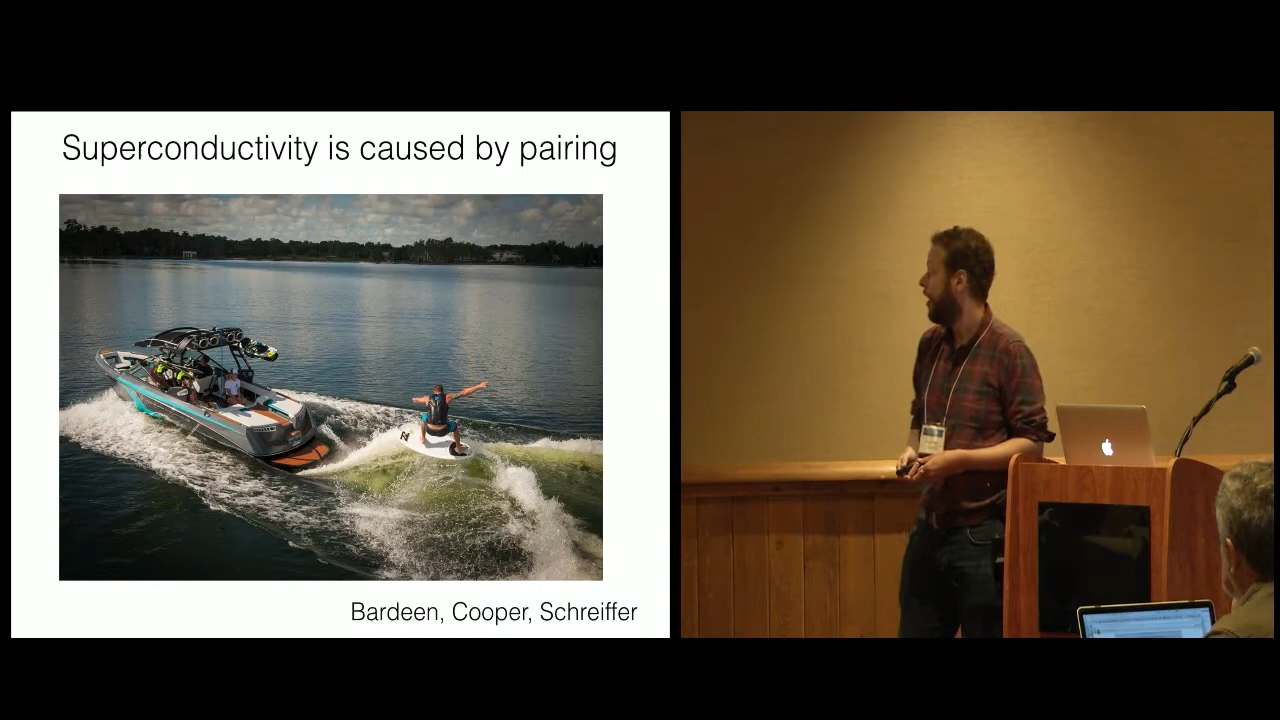 Superconductivity is caused by pairing
Bardeen, Cooper, Schreiffer